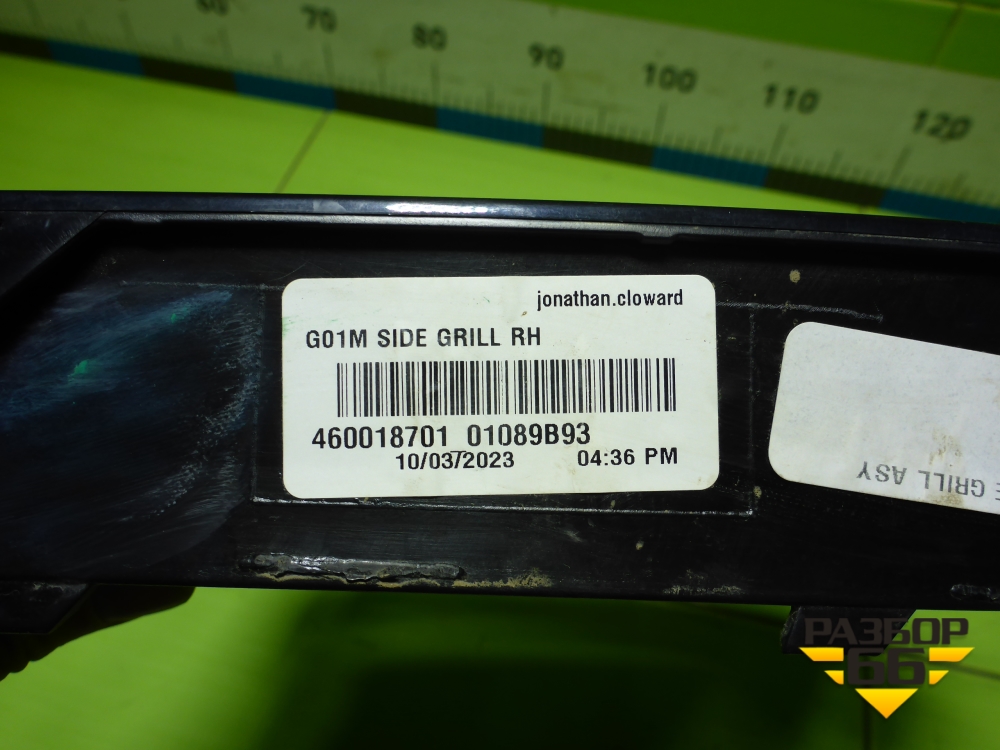 60 70 80 90 100 110 120
jonathan.cloward
G01M SIDE GRILL RH
460018701 01089B93
10/03/2023 04:36 PM
GRILL ASY
РАЗБОР
66